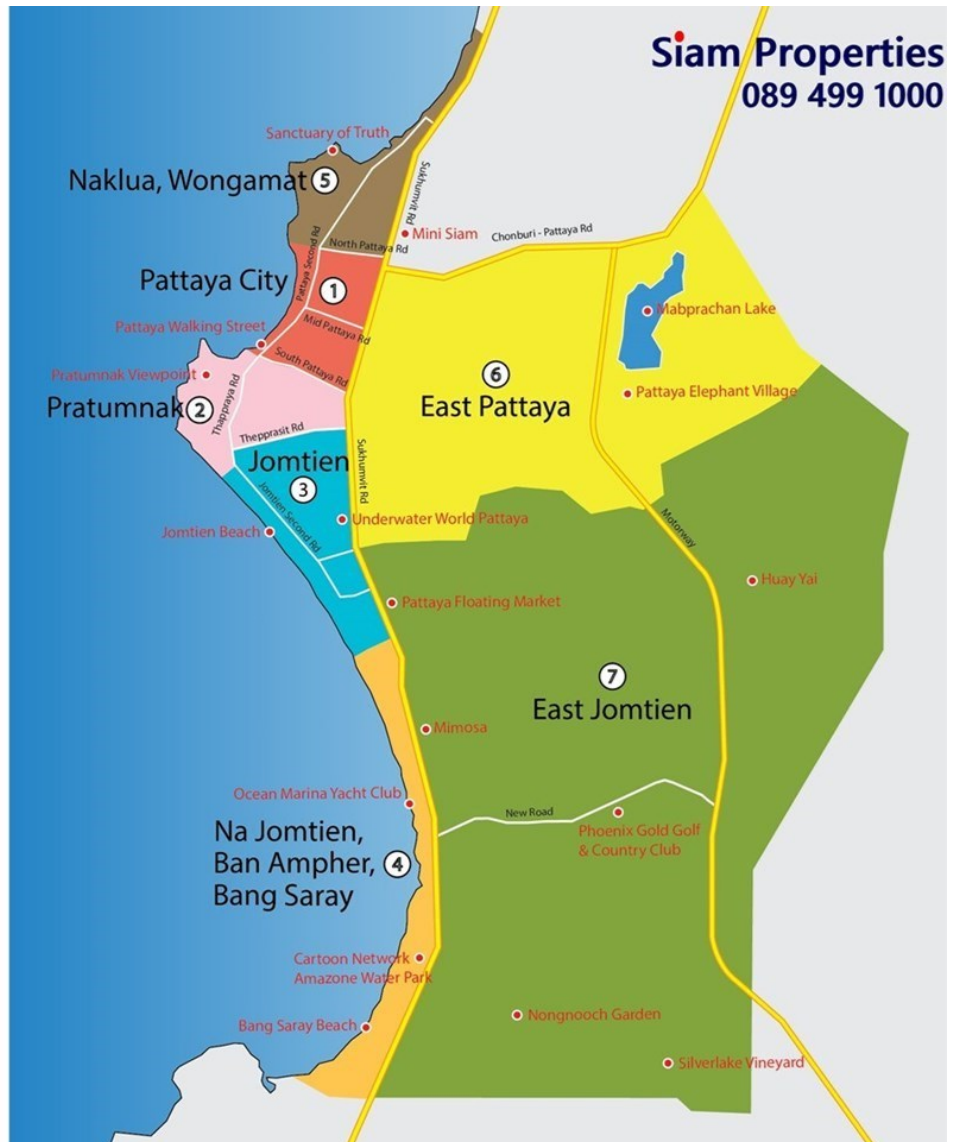 Siam Properties
089 499 1000
Sanctuary of Truth
Naklua, Wongamat
5
Sukhumvit Rd
Mini Siam
Chonburi - Pattaya Rd
North Pattaya Rd
Pattaya Second Rd
Pattaya City
1
Mabprachan Lake
Mid Pattaya Rd
Pattaya Walking Street
South Pattaya Rd
Pratumnak Viewpoint
6
East Pattaya
Pattaya Elephant Village
Pratumnak
2
Thappraya Rd
Thepprasit Rd
Jomtien
3
Sukhumvit Rd
Jomtien Second Rd
Underwater World Pattaya
Jomtien Beach
Motorway
Huay Yai
Pattaya Floating Market
7
East Jomtien
Mimosa
Ocean Marina Yacht Club
New Road
Phoenix Gold Golf
& Country Club
Na Jomtien,
Ban Ampher,
Bang Saray
4
Cartoon Network
Amazone Water Park
Bang Saray Beach
Nongnooch Garden
Silverlake Vineyard